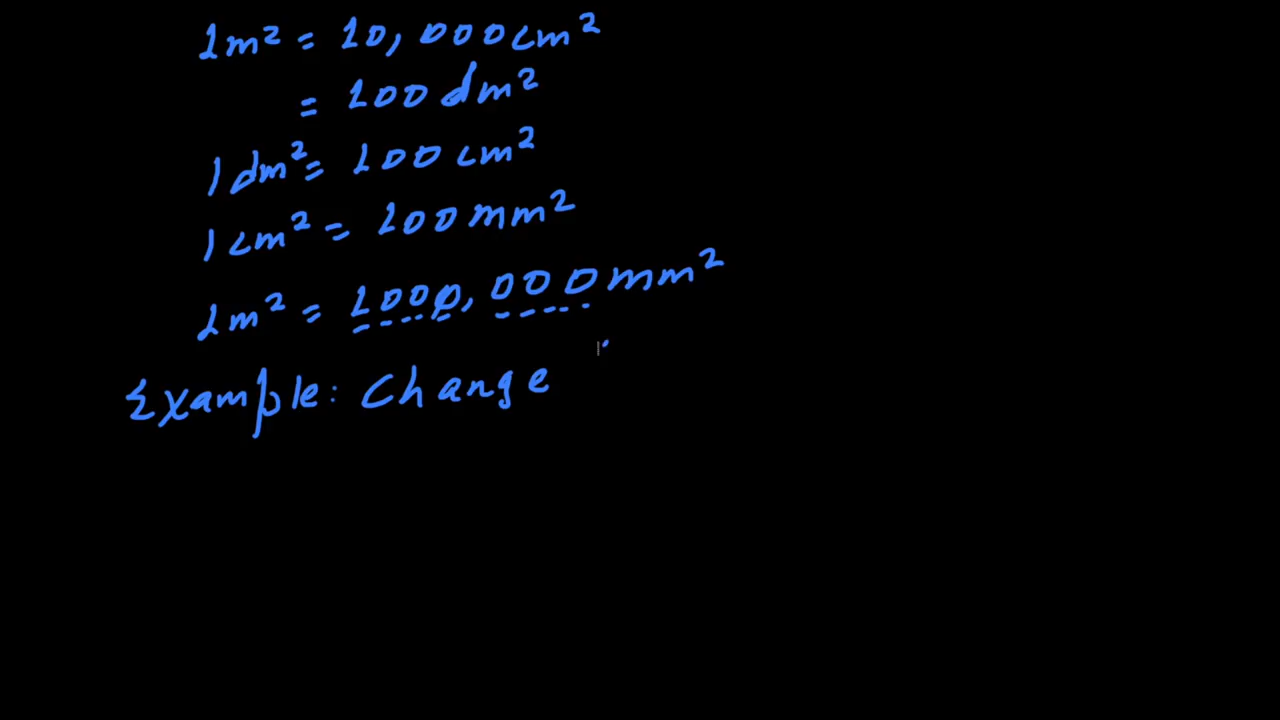 1m² = 10,000cm²
= 100dm²
1dm² = 100cm²
1cm² = 100mm²
1m² = 1000,000mm²
Example: Change